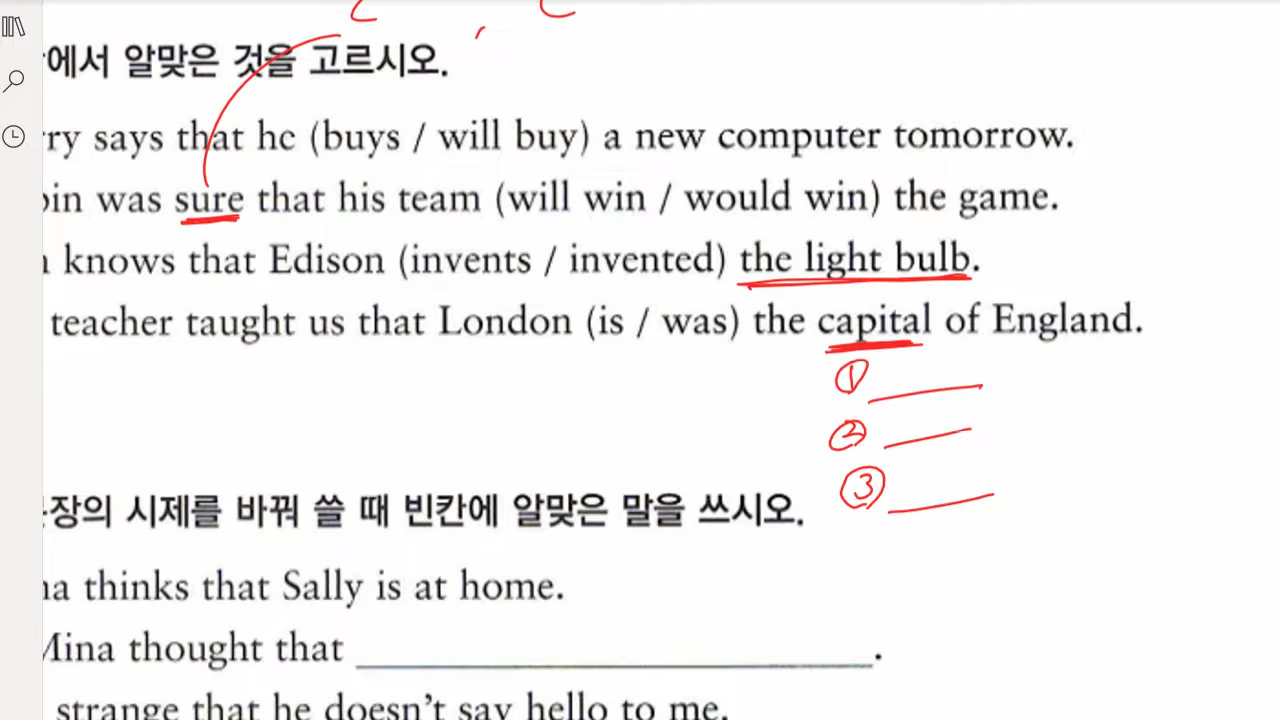 에서 알맞은 것을 고르시오.
rry says that he (buys / will buy) a new computer tomorrow.
bin was sure that his team (will win / would win) the game.
knows that Edison (invents / invented) the light bulb.
teacher taught us that London (is / was) the capital of England.
①
②
③
장의 시제를 바꿔 쓸 때 빈칸에 알맞은 말을 쓰시오.
na thinks that Sally is at home.
Mina thought that ____________.
strange that he doesn't say hello to me.